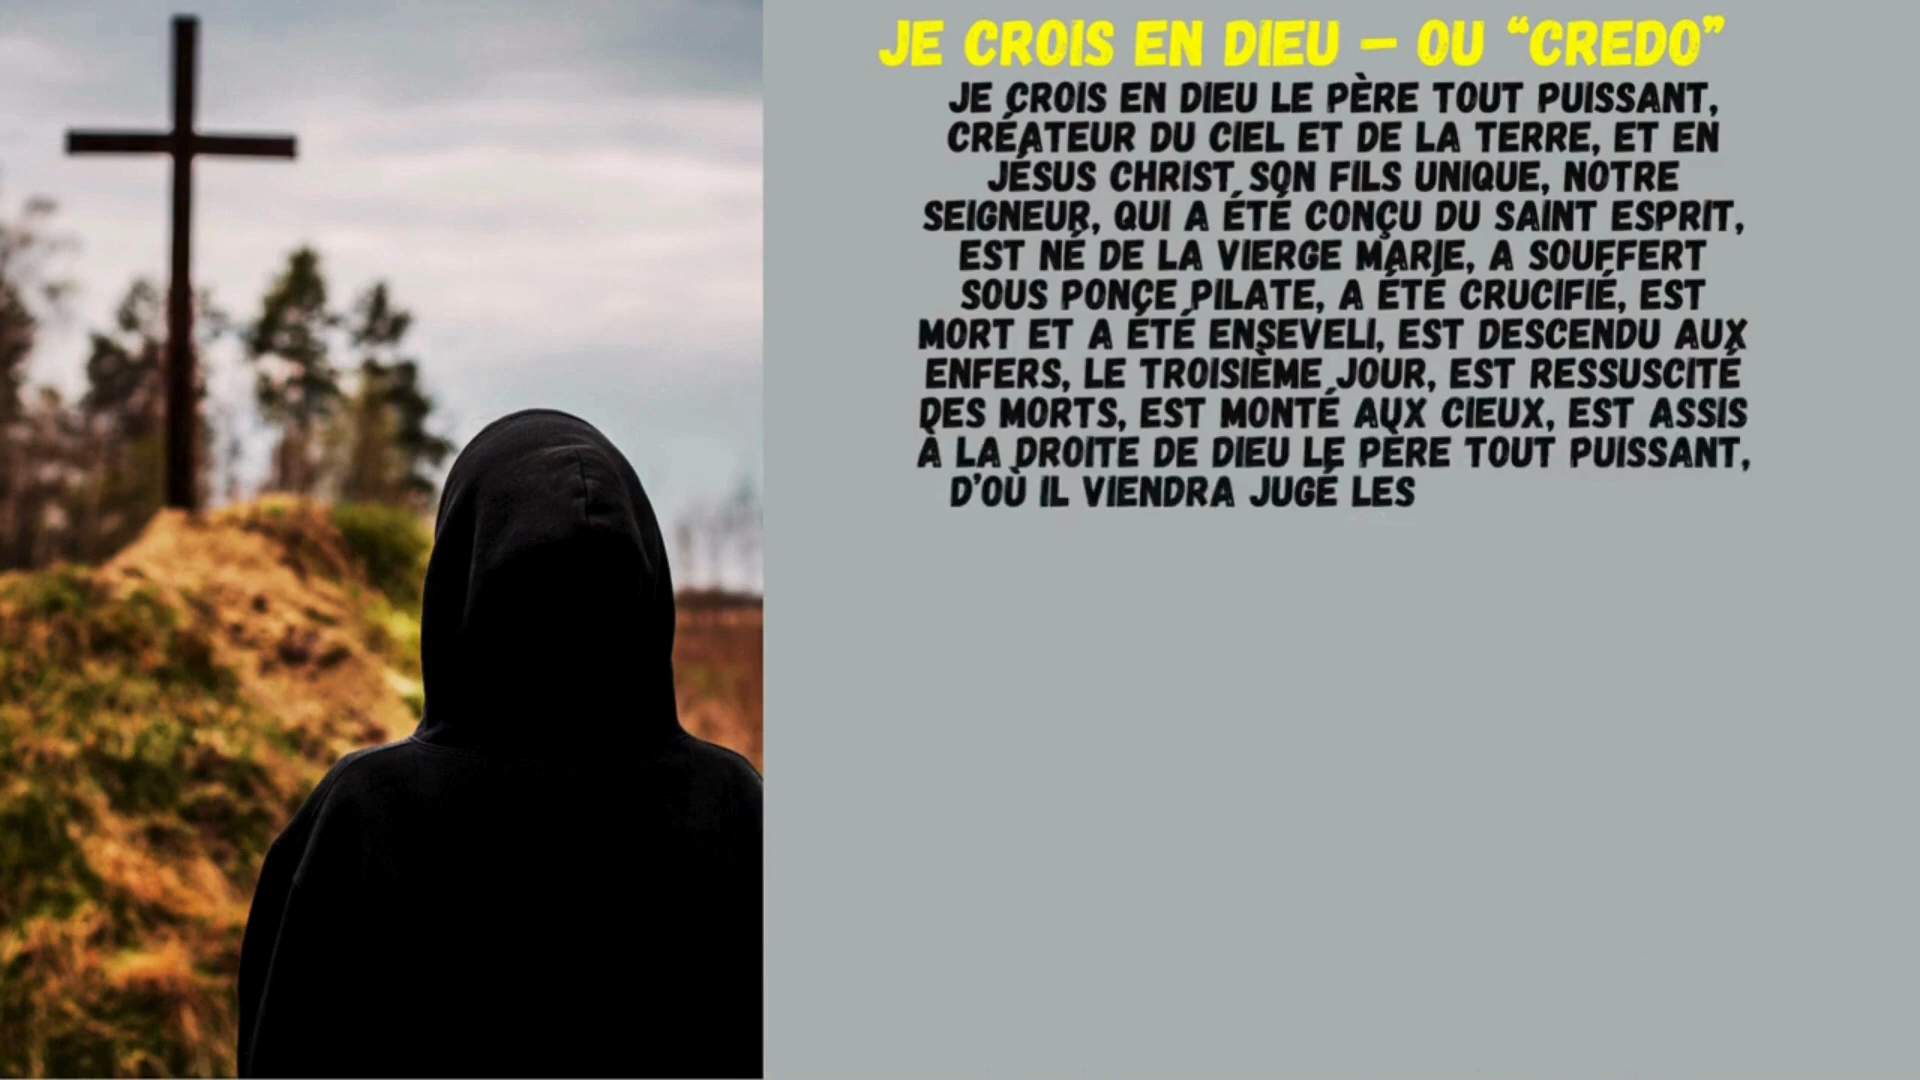 JE CROIS EN DIEU – OU “CREDO”
JE CROIS EN DIEU LE PÈRE TOUT PUISSANT,
CRÉATEUR DU CIEL ET DE LA TERRE, ET EN
JÉSUS CHRIST SON FILS UNIQUE, NOTRE
SEIGNEUR, QUI A ÉTÉ CONÇU DU SAINT ESPRIT,
EST NÉ DE LA VIERGE MARIE, A SOUFFERT
SOUS PONCE PILATE, A ÉTÉ CRUCIFIÉ, EST
MORT ET A ÉTÉ ENSEVELI, EST DESCENDU AUX
ENFERS, LE TROISIÈME JOUR, EST RESSUSCITÉ
DES MORTS, EST MONTÉ AUX CIEUX, EST ASSIS
À LA DROITE DE DIEU LE PÈRE TOUT PUISSANT,
D’OÙ IL VIENDRA JUGÉ LES